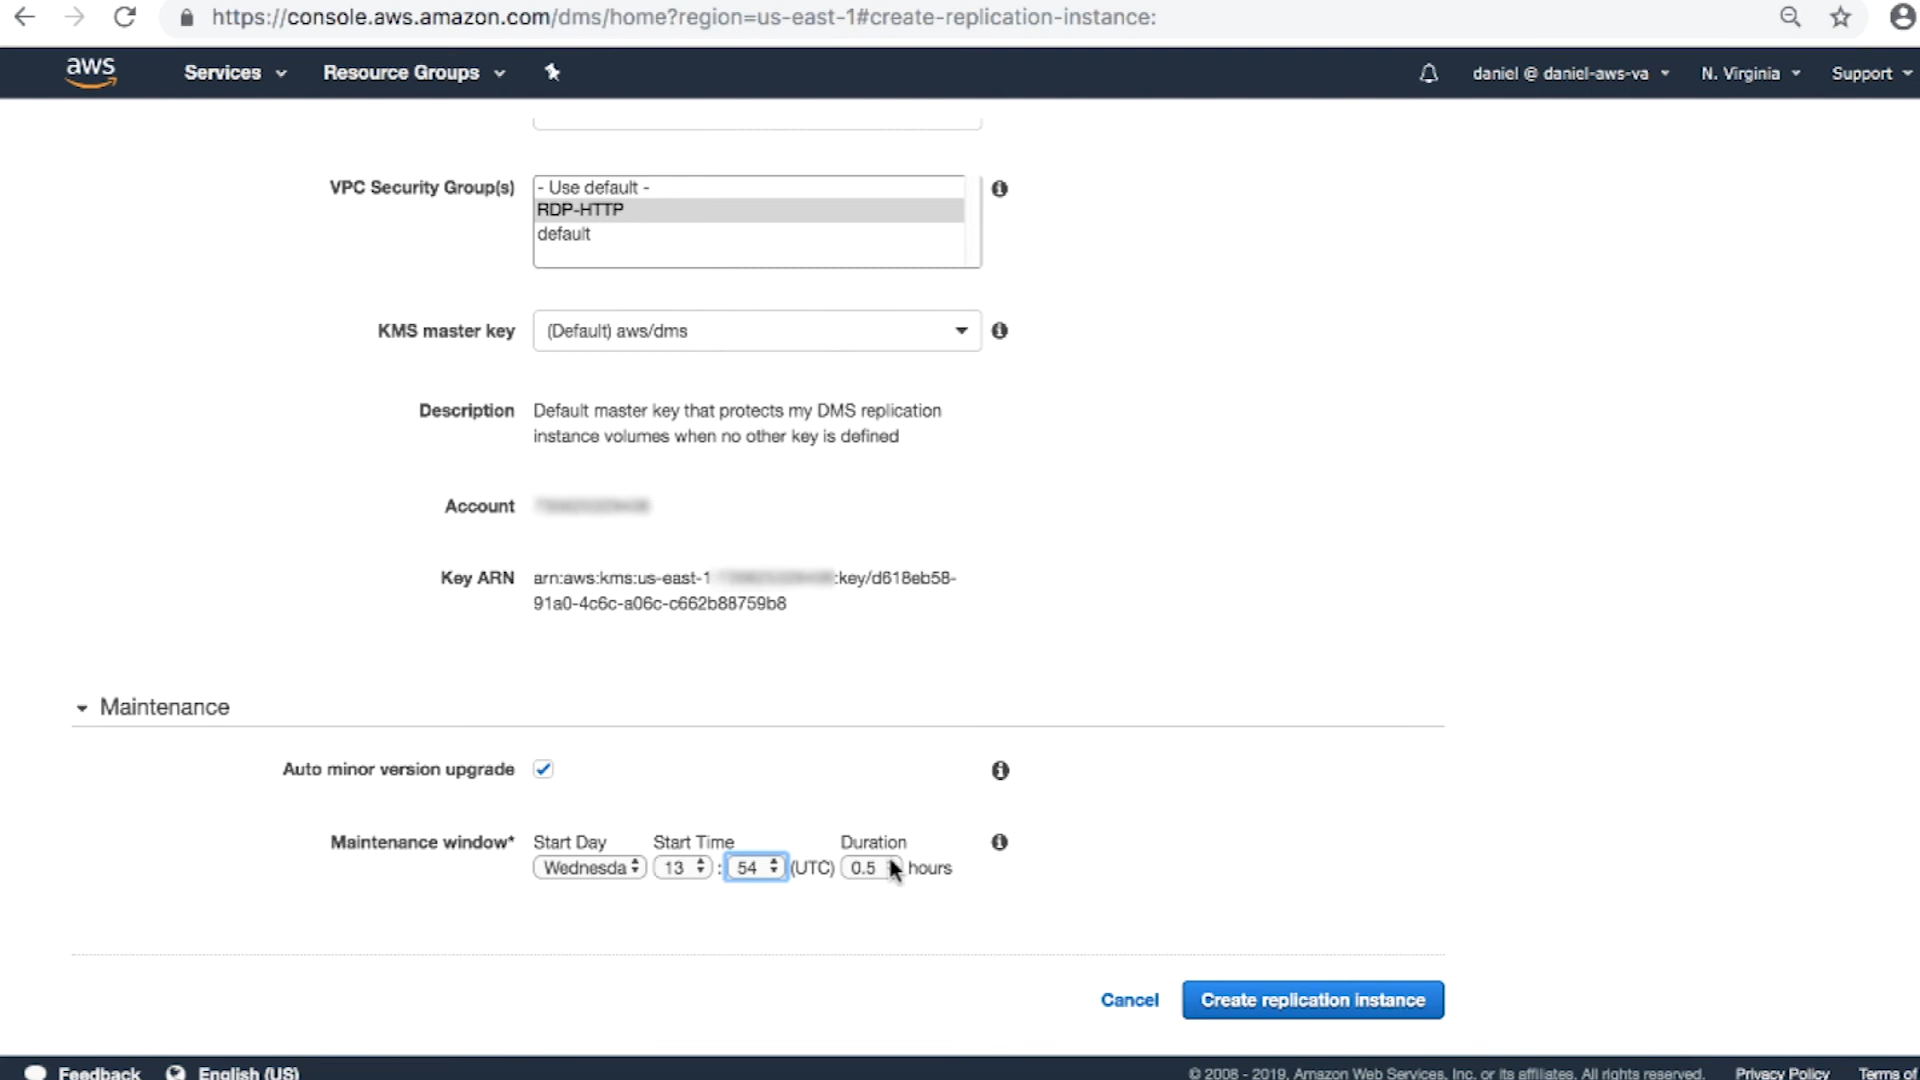 https://console.aws.amazon.com/dms/home?region=us-east-1#create-replication-instance:
aws Services Resource Groups daniel @ daniel-aws-va N. Virginia Support
VPC Security Group(s)
- Use default -
RDP-HTTP
default
KMS master key (Default) aws/dms
Description Default master key that protects my DMS replication
instance volumes when no other key is defined
Account
Key ARN arn:aws:kms:us-east-1 :key/d618eb58-
91a0-4c6c-a06c-c662b88759b8
Maintenance
Auto minor version upgrade
Maintenance window* Start Day Start Time Duration
Wednesda 13 : 54 (UTC) 0.5 hours
Cancel Create replication instance
Feedback English (US) © 2008 - 2019, Amazon Web Services, Inc. or its affiliates. All rights reserved. Privacy Policy Terms of